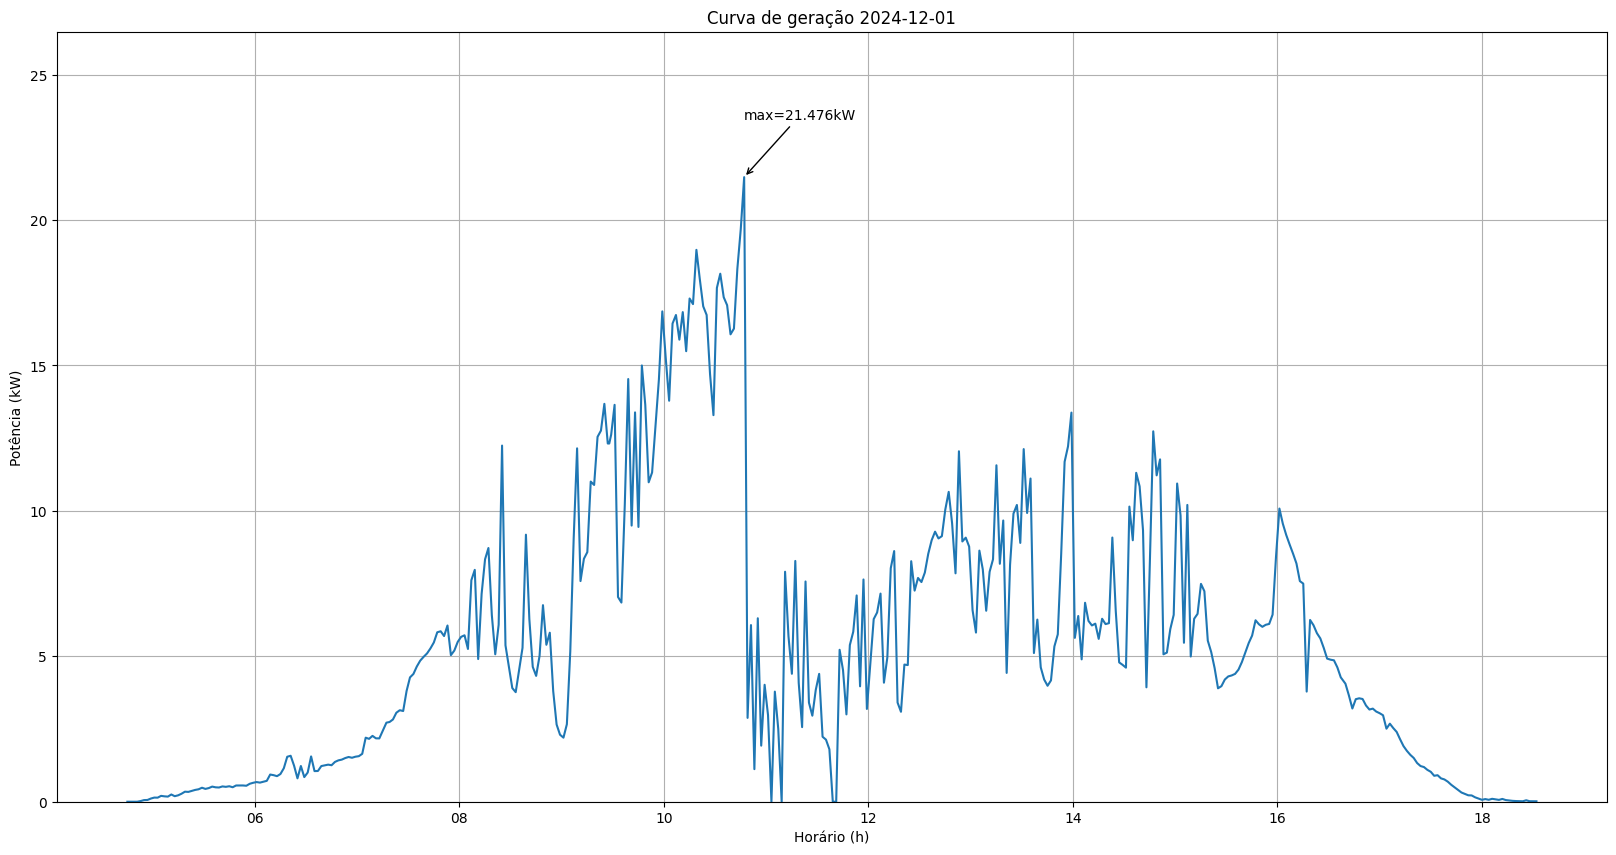 Curva de geração 2024-12-01
25
max=21.476kW
20
15
Potência (kW)
10
5
0
06 08 10 12 14 16 18
Horário (h)